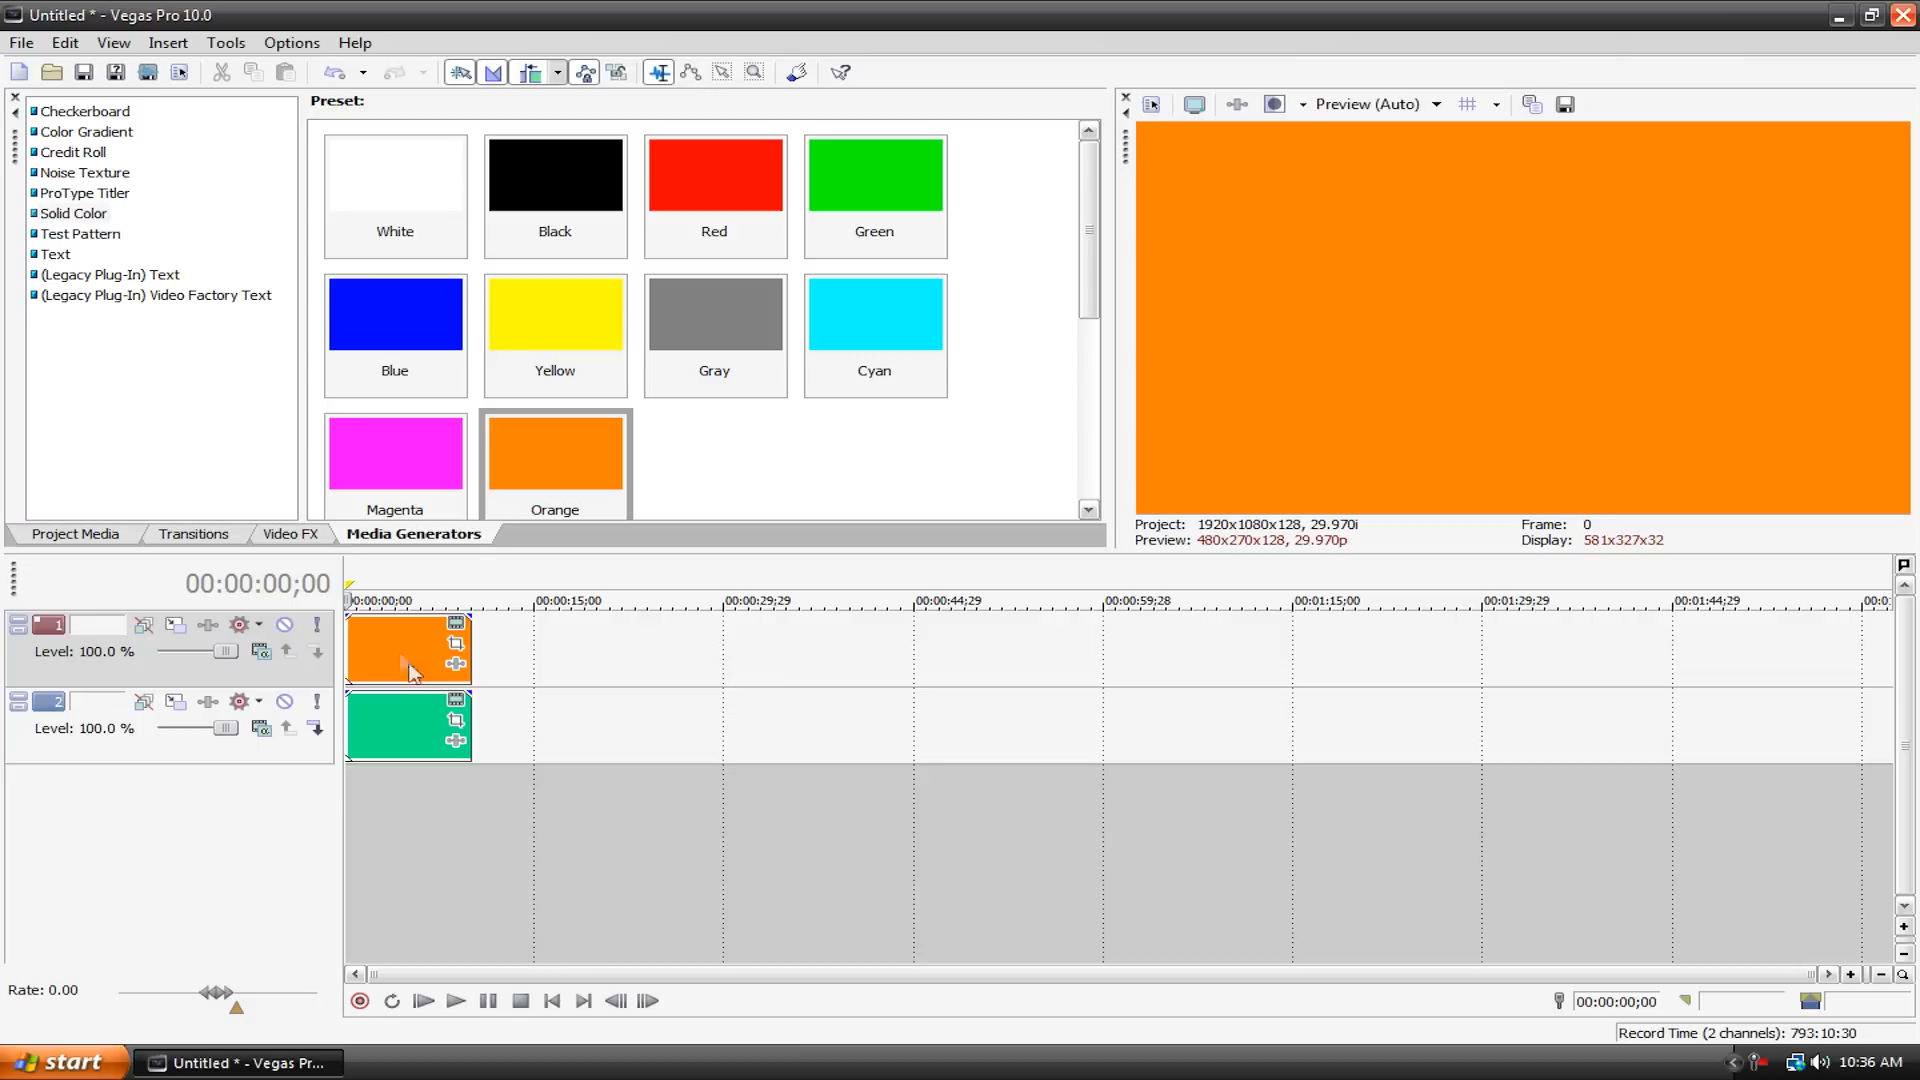 Untitled * - Vegas Pro 10.0
File Edit View Insert Tools Options Help
Preset:
Preview (Auto)
Checkerboard
Color Gradient
Credit Roll
Noise Texture
ProType Titler
Solid Color
Test Pattern
Text
(Legacy Plug-In) Text
(Legacy Plug-In) Video Factory Text
White Black Red Green
Blue Yellow Gray Cyan
Magenta Orange
Project: 1920x1080x128, 29.970i Frame: 0
Preview: 480x270x128, 29.970p Display: 581x327x32
Project Media Transitions Video FX Media Generators
00:00:00;00
0:00:00;00 00:00:15;00 00:00:29;29 00:00:44;29 00:00:59;28 00:01:15;00 00:01:29;29 00:01:44;29 00:0
1
Level: 100.0 %
2
Level: 100.0 %
Rate: 0.00
00:00:00;00
Record Time (2 channels): 793:10:30
start Untitled * - Vegas Pr... 10:36 AM